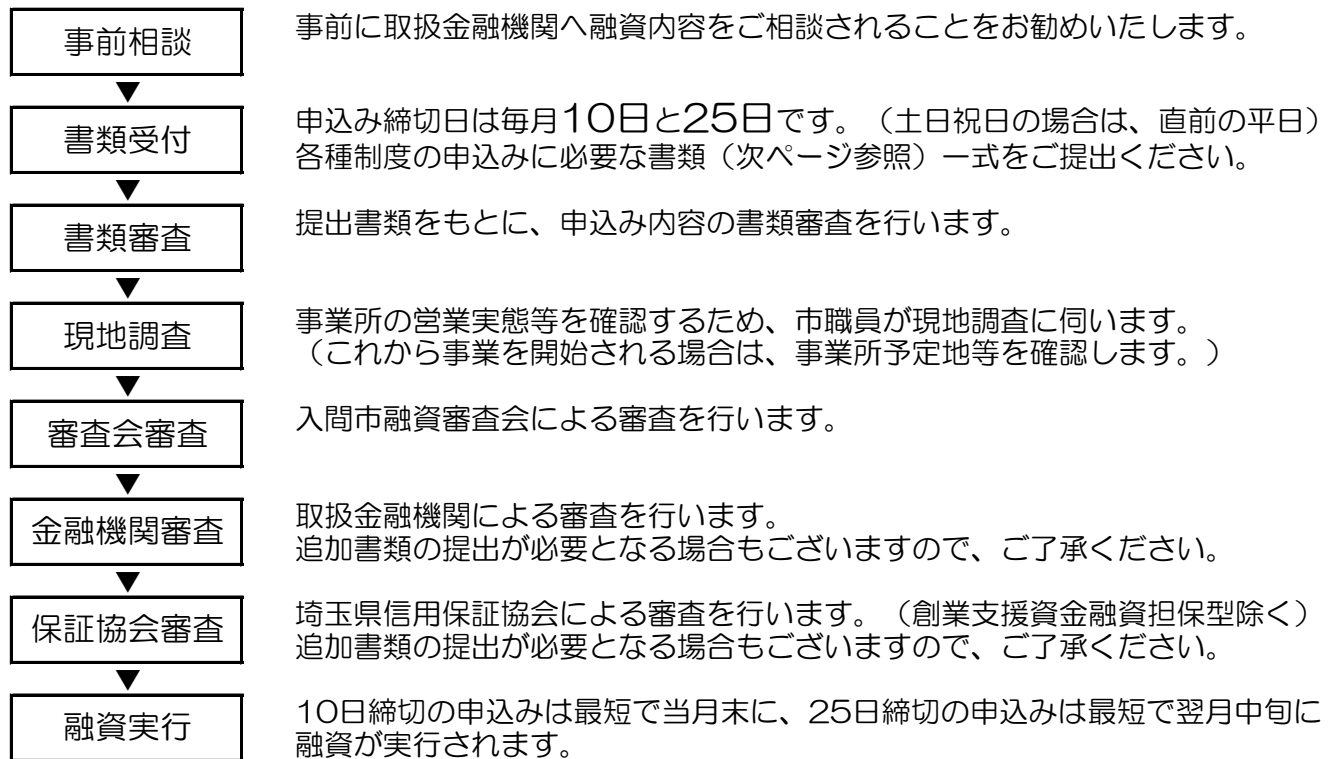 事前相談
事前に取扱金融機関へ融資内容をご相談されることをお勧めいたします。
▼
書類受付
申込み締切日は毎月10日と25日です。（土日祝日の場合は、直前の平日）
各種制度の申込みに必要な書類（次ページ参照）一式をご提出ください。
▼
書類審査
提出書類をもとに、申込み内容の書類審査を行います。
▼
現地調査
事業所の営業実態等を確認するため、市職員が現地調査に伺います。
（これから事業を開始される場合は、事業所予定地等を確認します。）
▼
審査会審査
入間市融資審査会による審査を行います。
▼
金融機関審査
取扱金融機関による審査を行います。
追加書類の提出が必要となる場合もございますので、ご了承ください。
▼
保証協会審査
埼玉県信用保証協会による審査を行います。（創業支援資金融資担保型除く）
追加書類の提出が必要となる場合もございますので、ご了承ください。
▼
融資実行
10日締切の申込みは最短で当月末に、25日締切の申込みは最短で翌月中旬に
融資が実行されます。